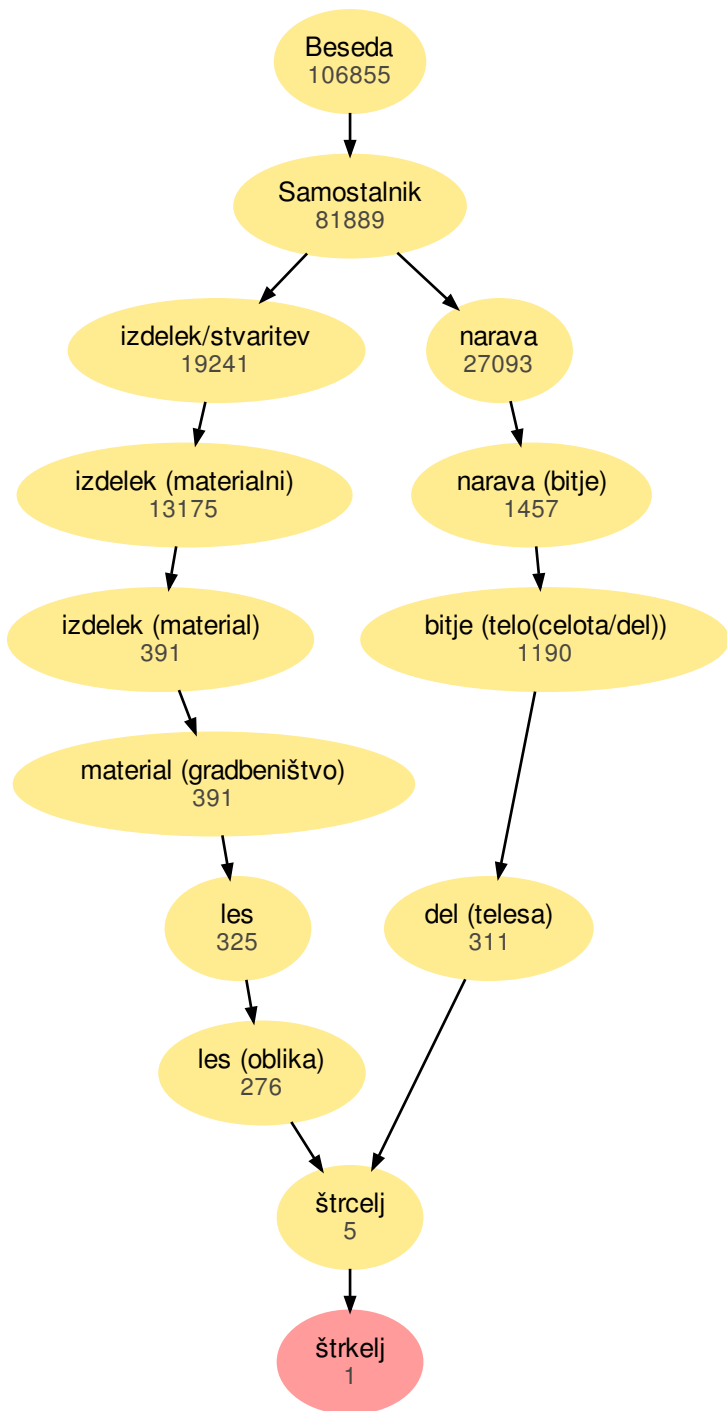 Beseda
106855
Samostalnik
81889
izdelek/stvaritev
19241
narava
27093
izdelek (materialni)
13175
narava (bitje)
1457
izdelek (material)
391
bitje (telo(celota/del))
1190
material (gradbeništvo)
391
les
325
del (telesa)
311
les (oblika)
276
štrcelj
5
štrkelj
1